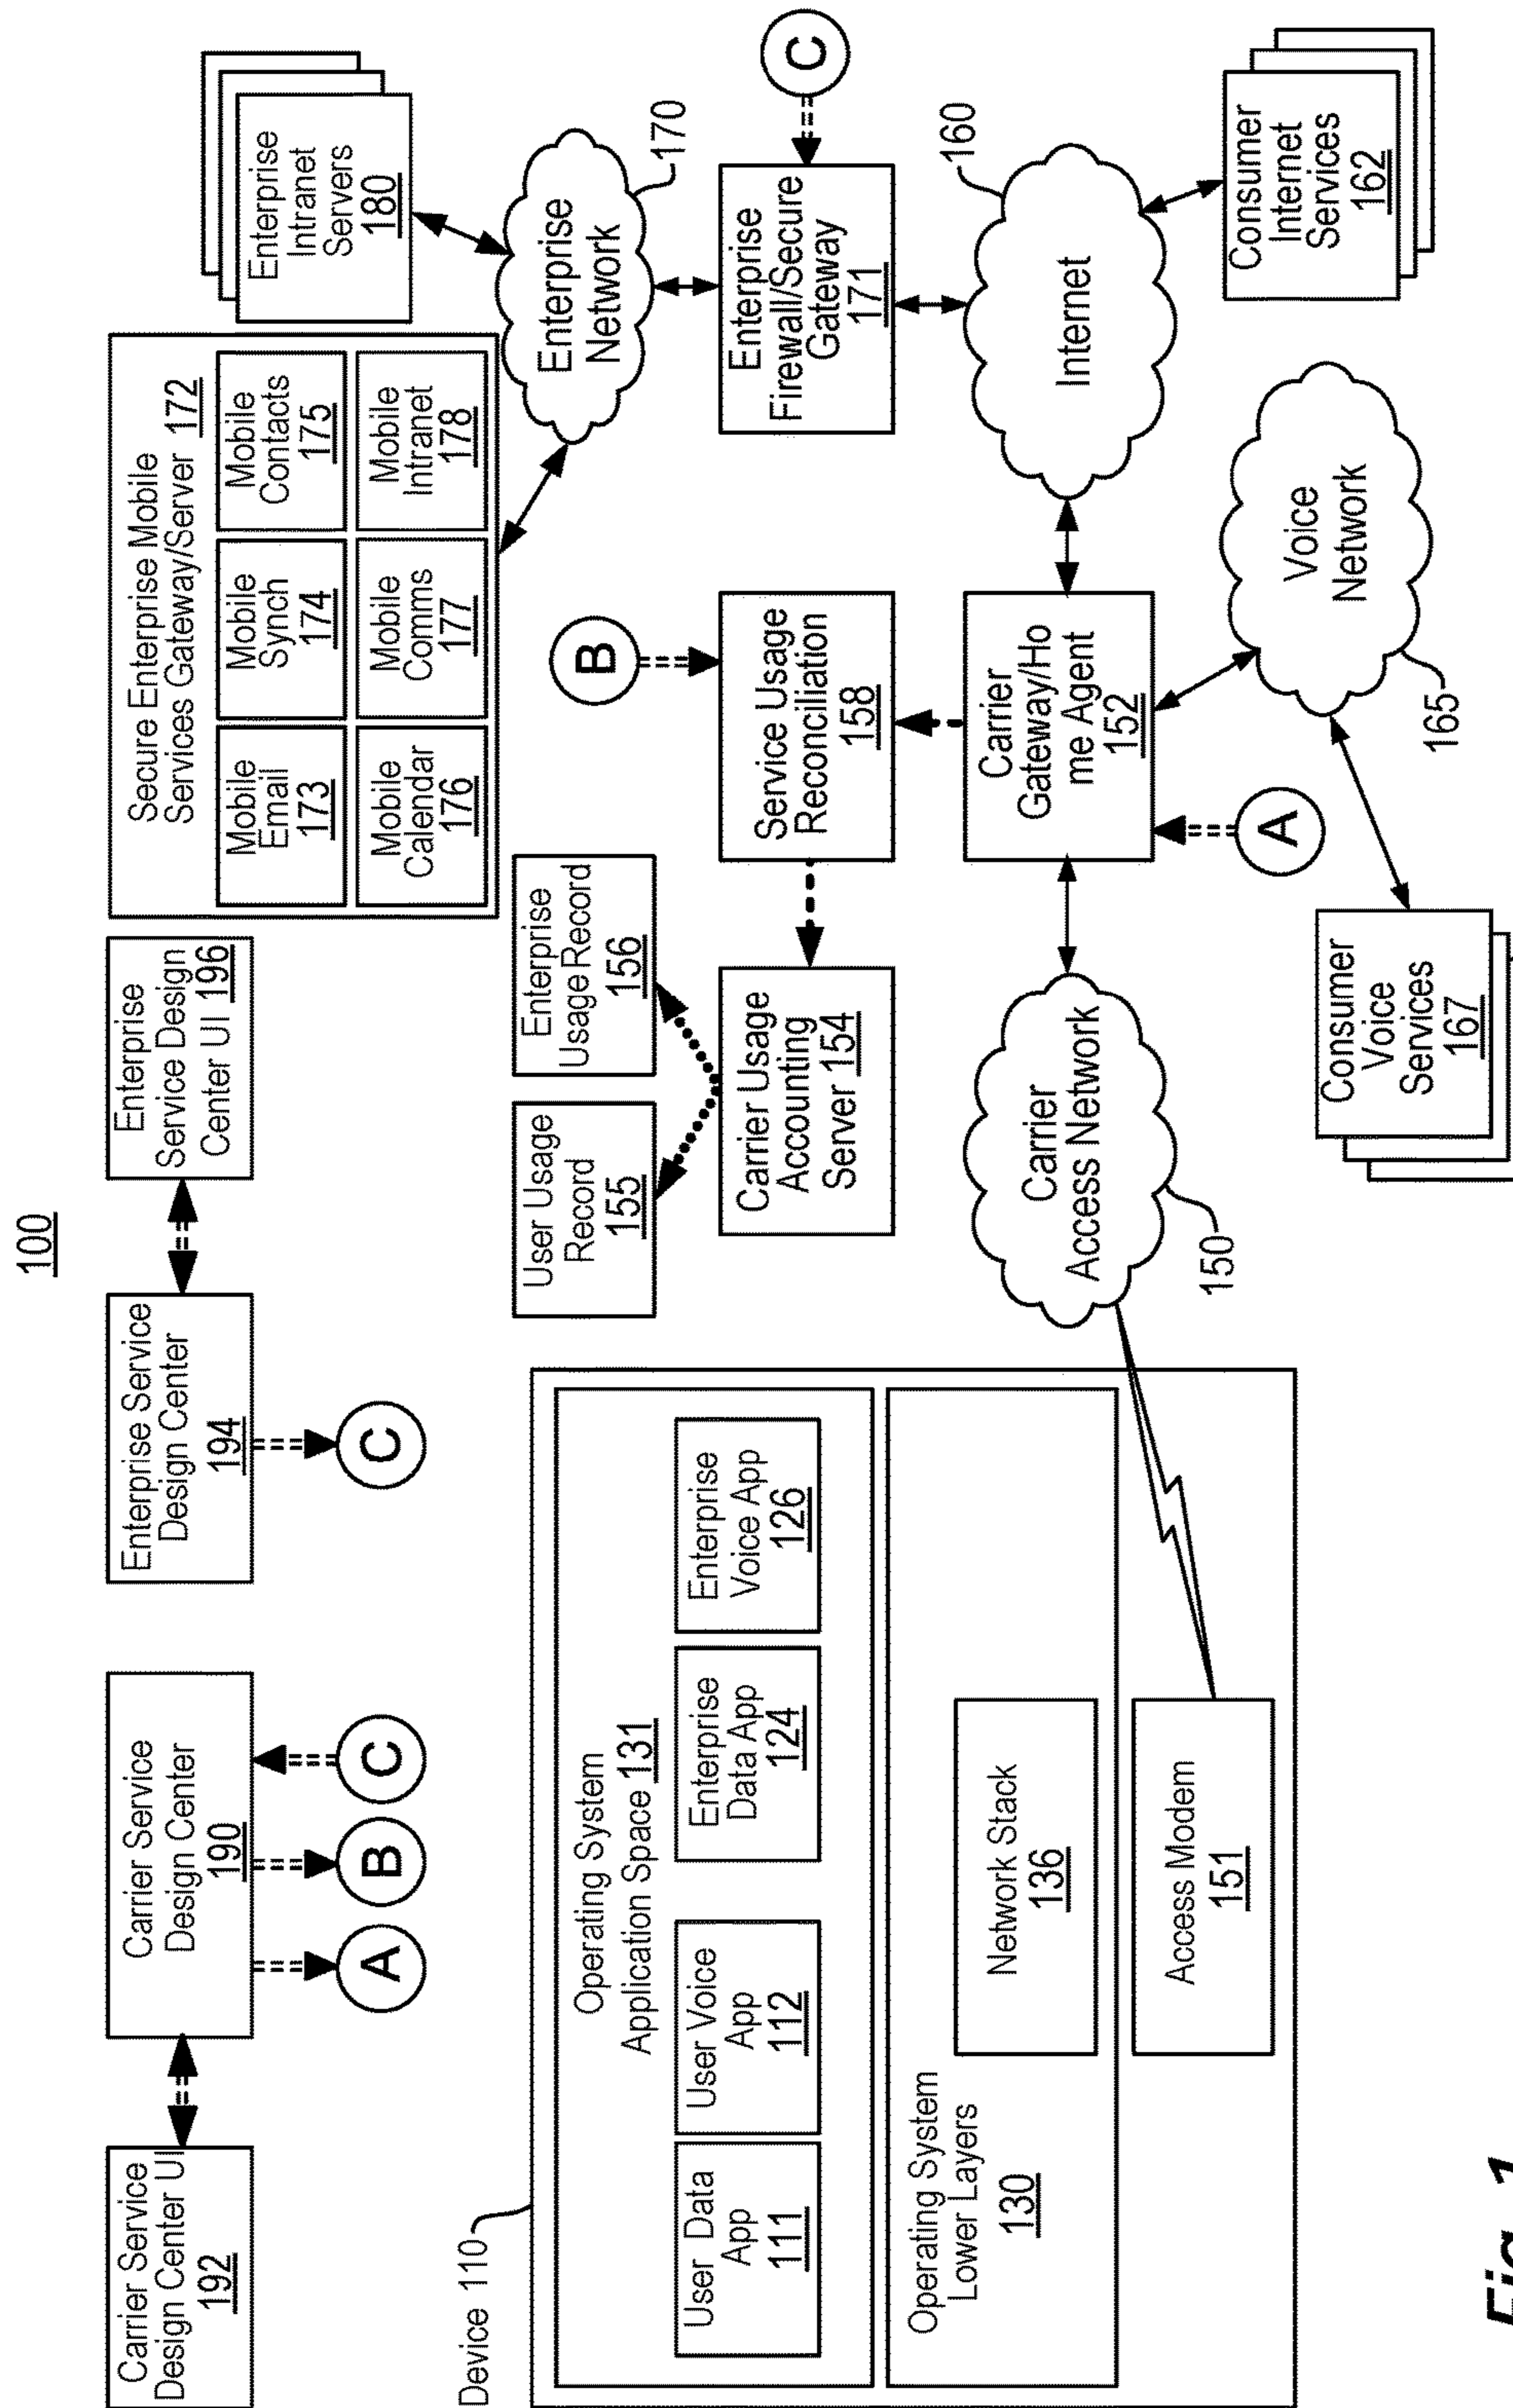 100
Carrier Service
Design Center UI
192
Carrier Service
Design Center
190
A
B
C
Enterprise Service
Design Center
194
C
Enterprise
Service Design
Center UI 196
Secure Enterprise Mobile
Services Gateway/Server 172
Mobile
Email
173
Mobile
Synch
174
Mobile
Contacts
175
Mobile
Calendar
176
Mobile
Comms
177
Mobile
Intranet
178
Enterprise
Intranet
Servers
180
Enterprise
Network
170
Device 110
Operating System
Application Space 131
User Data
App
111
User Voice
App
112
Enterprise
Data App
124
Enterprise
Voice App
126
Operating System
Lower Layers
130
Network Stack
136
Access Modem
151
User Usage
Record
155
Enterprise
Usage Record
156
Carrier Usage
Accounting
Server 154
B
Service Usage
Reconciliation
158
Enterprise
Firewall/Secure
Gateway
171
C
Carrier
Access Network
150
Carrier
Gateway/Ho
me Agent
152
A
Internet
160
Consumer
Internet
Services
162
Voice
Network
165
Consumer
Voice
Services
167
Fig. 1